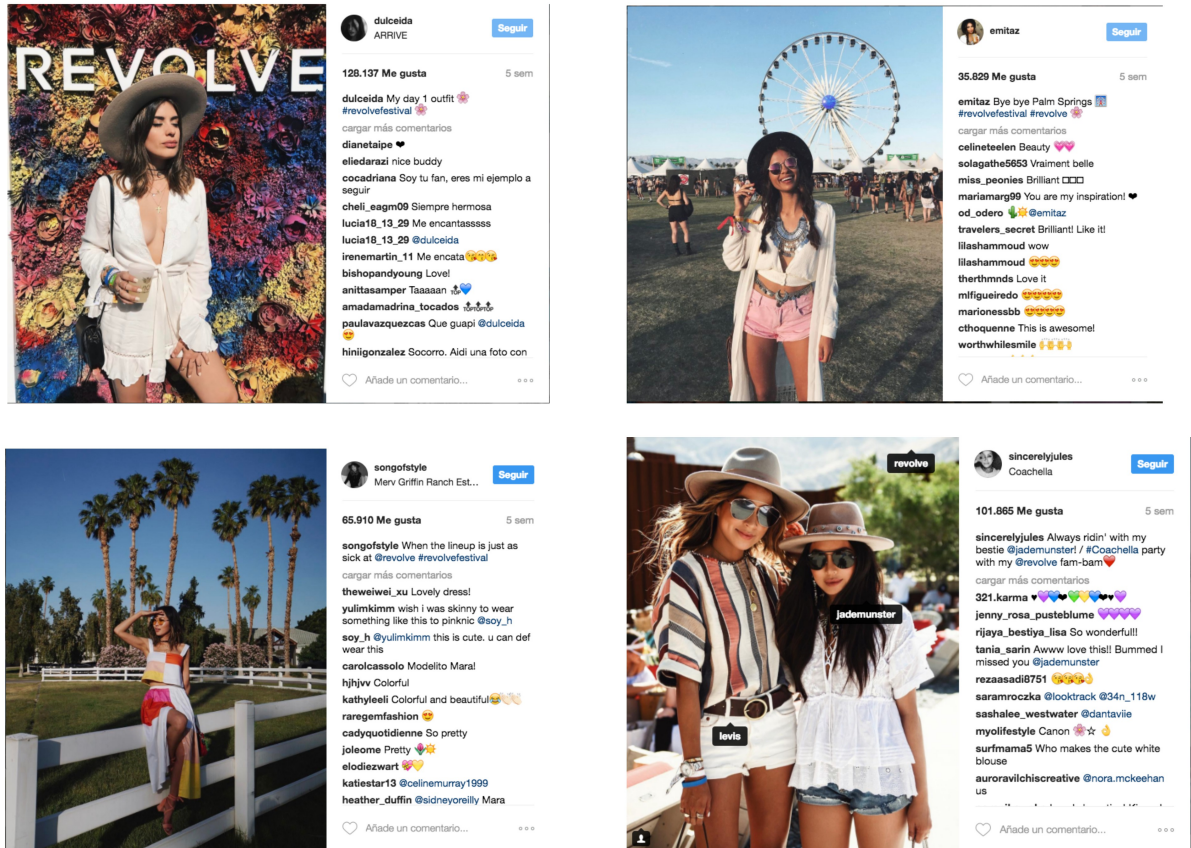 REVOLVE
dulceida
ARRIVE
Seguir
128.137 Me gusta
5 sem
dulceida My day 1 outfit 🌸
#revolvefestival 🌸
cargar más comentarios
dianetaipe ❤
eliedarazi nice buddy
cocadriana Soy tu fan, eres mi ejemplo a
seguir
cheli_eagm09 Siempre hermosa
lucia18_13_29 Me encantasssss
lucia18_13_29 @dulceida
irenemartin_11 Me encata😘😘😘
bishopandyoung Love!
anittasamper Taaaaan 🔝💙
amadamadrina_tocados 🔝🔝🔝
paulavazquezcas Que guapi @dulceida
😍
hiniigonzalez Socorro. Aidi una foto con
Añade un comentario...
emitaz
Seguir
35.829 Me gusta
5 sem
emitaz Bye bye Palm Springs
#revolvefestival #revolve 🌸
cargar más comentarios
celineteelen Beauty 💗💗
solagathe5653 Vraiment belle
miss_peonies Brilliant □□□
mariamarg99 You are my inspiration! ❤
od_odero 🌵☀@emitaz
travelers_secret Brilliant! Like it!
lilashammoud wow
lilashammoud 😍😍😍
therthmnds Love it
mlfigueiredo 😍😍😍😍
marionessbb 😍😍😍😍
cthoquenne This is awesome!
worthwhilesmile 🙌🙌🙌
Añade un comentario...
songofstyle
Merv Griffin Ranch Est...
Seguir
65.910 Me gusta
5 sem
songofstyle When the lineup is just as
sick at @revolve #revolvefestival
cargar más comentarios
theweiwei_xu Lovely dress!
yulimkimm wish i was skinny to wear
something like this to pinknic @soy_h
soy_h @yulimkimm this is cute. u can def
wear this
carolcassolo Modelito Mara!
hjhjvv Colorful
kathyleeli Colorful and beautiful😂👏🏻👏🏻
raregemfashion 😍
cadyquotidienne So pretty
joleome Pretty 🌷☀
elodiezwart 💝💛
katiestar13 @celinemurray1999
heather_duffin @sidneyoreilly Mara
Añade un comentario...
revolve
jademunster
levis
sincerelyjules
Coachella
Seguir
101.865 Me gusta
5 sem
sincerelyjules Always ridin' with my
bestie @jademunster! / #Coachella party
with my @revolve fam-bam❤
cargar más comentarios
321.karma ♥💜💙❤💚💛💙❤♥💜
jenny_rosa_pusteblume 💜💜💜💜
rijaya_bestiya_lisa So wonderful!!
tania_sarin Awww love this!! Bummed I
missed you @jademunster
rezaasadi8751 😘😘😘👌
saramroczka @looktrack @34n_118w
sashalee_westwater @dantaviie
myolifestyle Canon 🌸☆ 👌
surfmama5 Who makes the cute white
blouse
auroravilchiscreative @nora.mckeehan
us
Añade un comentario...